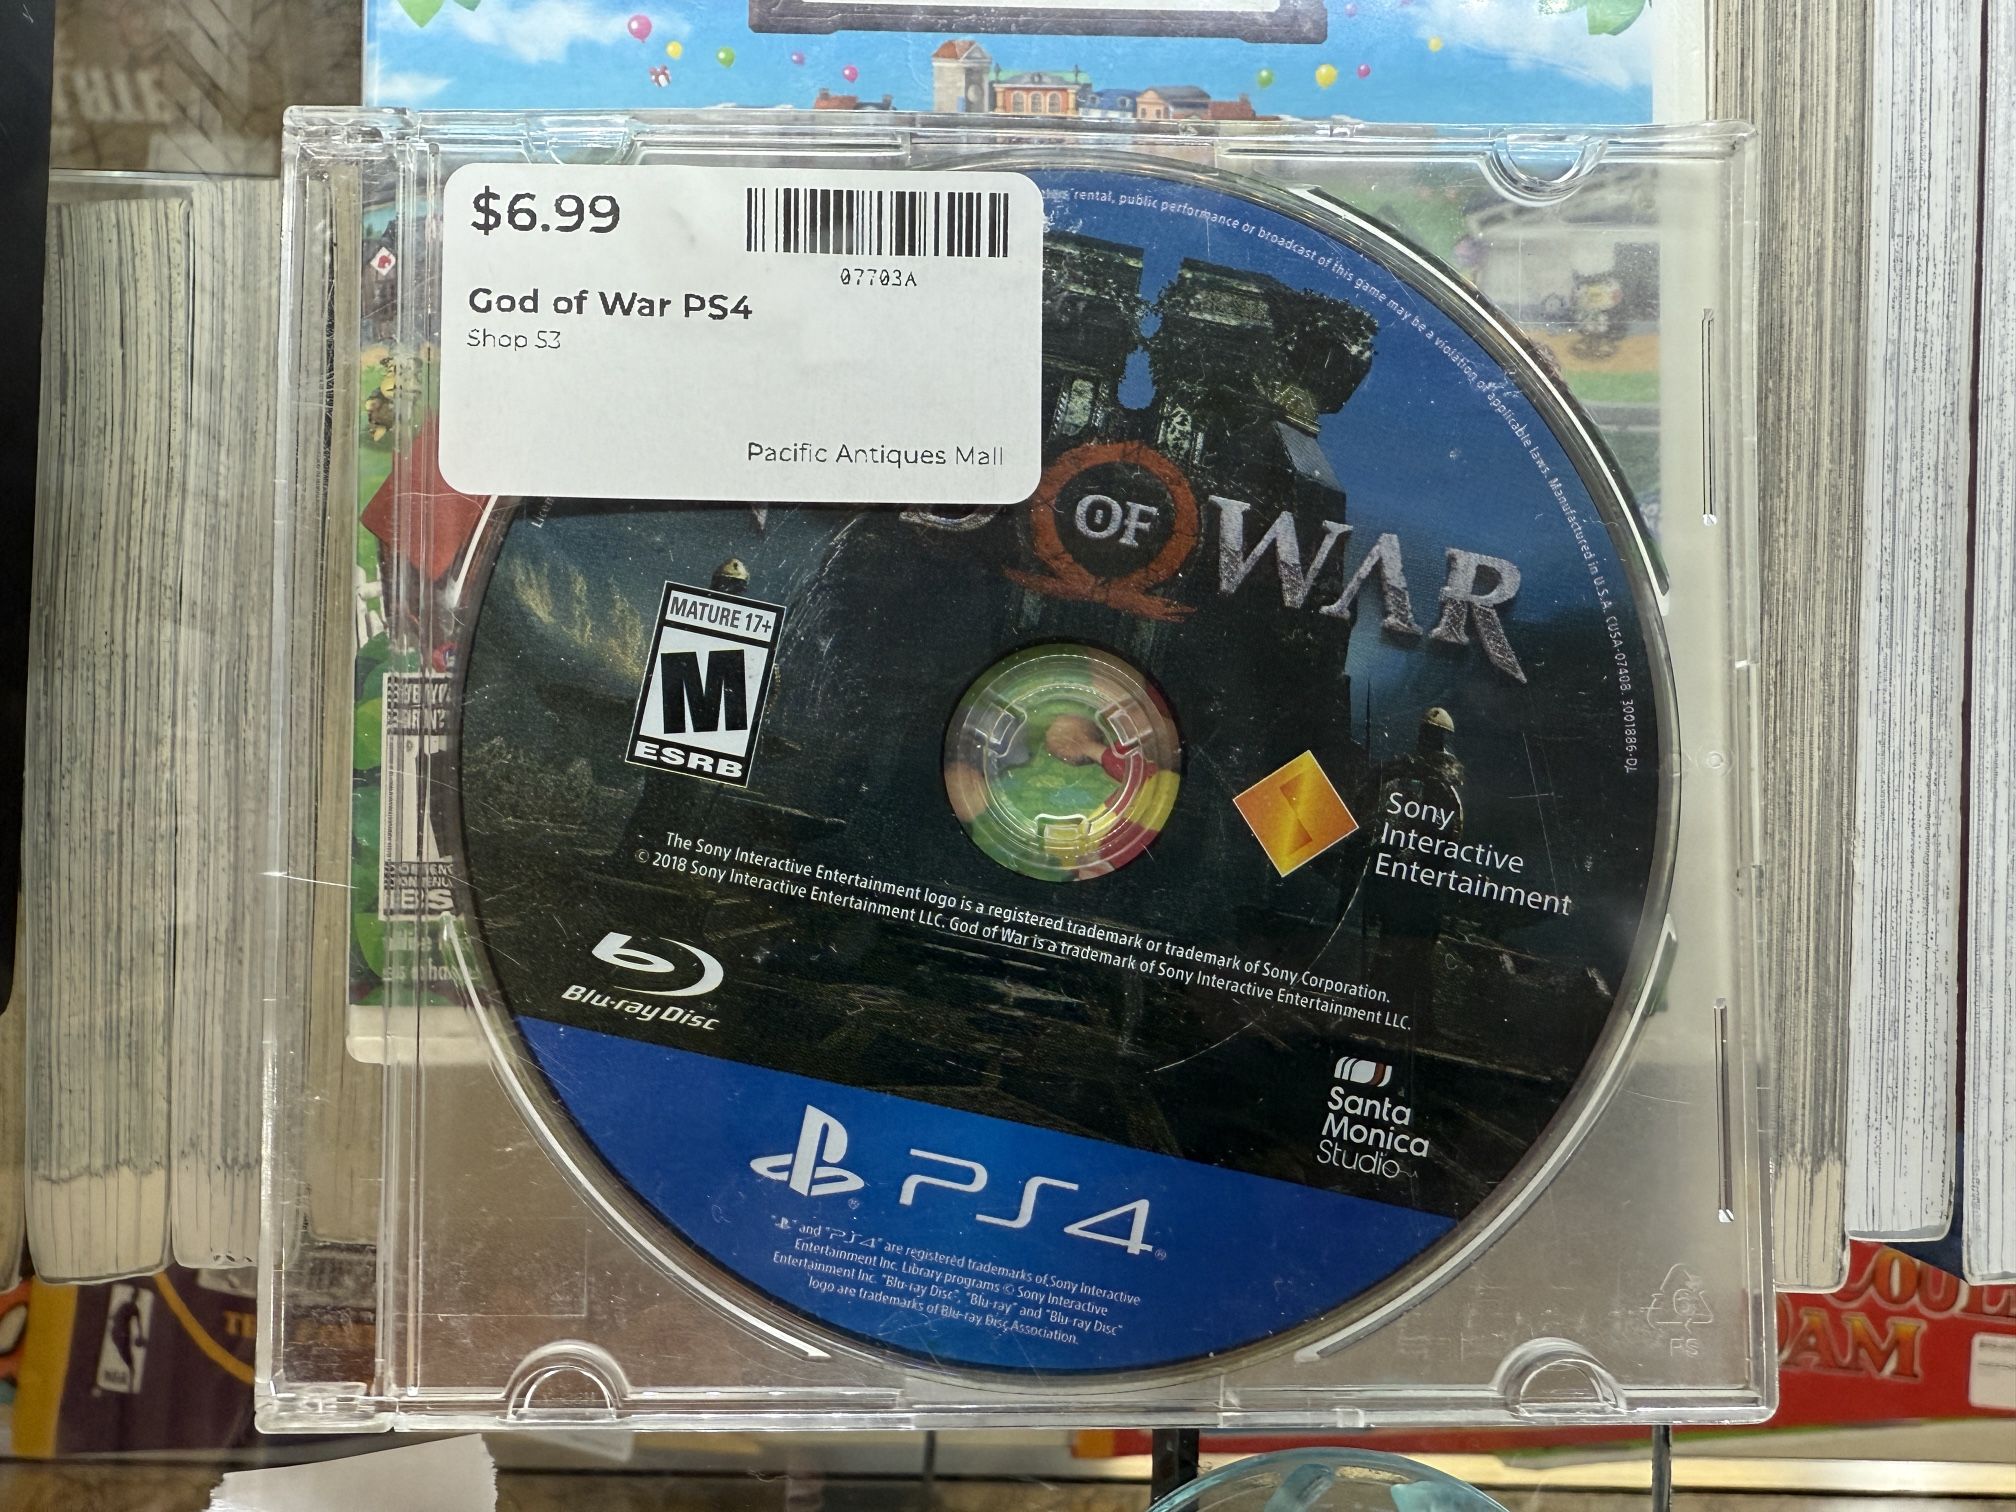 $6.99
07703A
God of War PS4
Shop 53
Pacific Antiques Mall
rental, public performance or broadcast of this game may be a violation of applicable laws. Manufactured in U.S.A. CUSA-07408. 3001886-DA
OF WAR
MATURE 17+
M
ESRB
Sony
Interactive
Entertainment
The Sony Interactive Entertainment logo is a registered trademark or trademark of Sony Corporation.
© 2018 Sony Interactive Entertainment LLC. God of War is a trademark of Sony Interactive Entertainment LLC.
Blu-ray Disc
Santa
Monica
Studio
PS4
" " and "PS4" are registered trademarks of Sony Interactive
Entertainment Inc. Library programs © Sony Interactive
Entertainment Inc. "Blu-ray Disc", "Blu-ray" and "Blu-ray Disc"
logo are trademarks of Blu-ray Disc Association.
PS
NBA